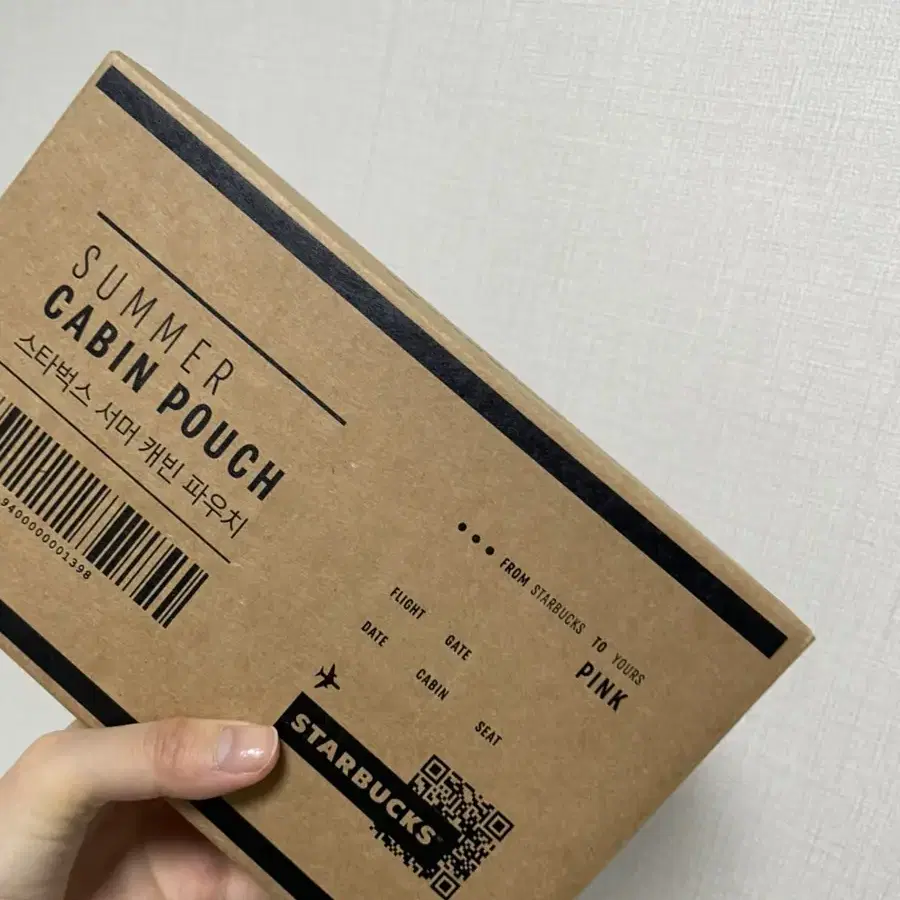 SUMMER
CABIN POUCH
스타벅스 서머 캐빈 파우치
9400000001398
••• FROM STARBUCKS TO YOURS
PINK
FLIGHT GATE
DATE CABIN SEAT
STARBUCKS